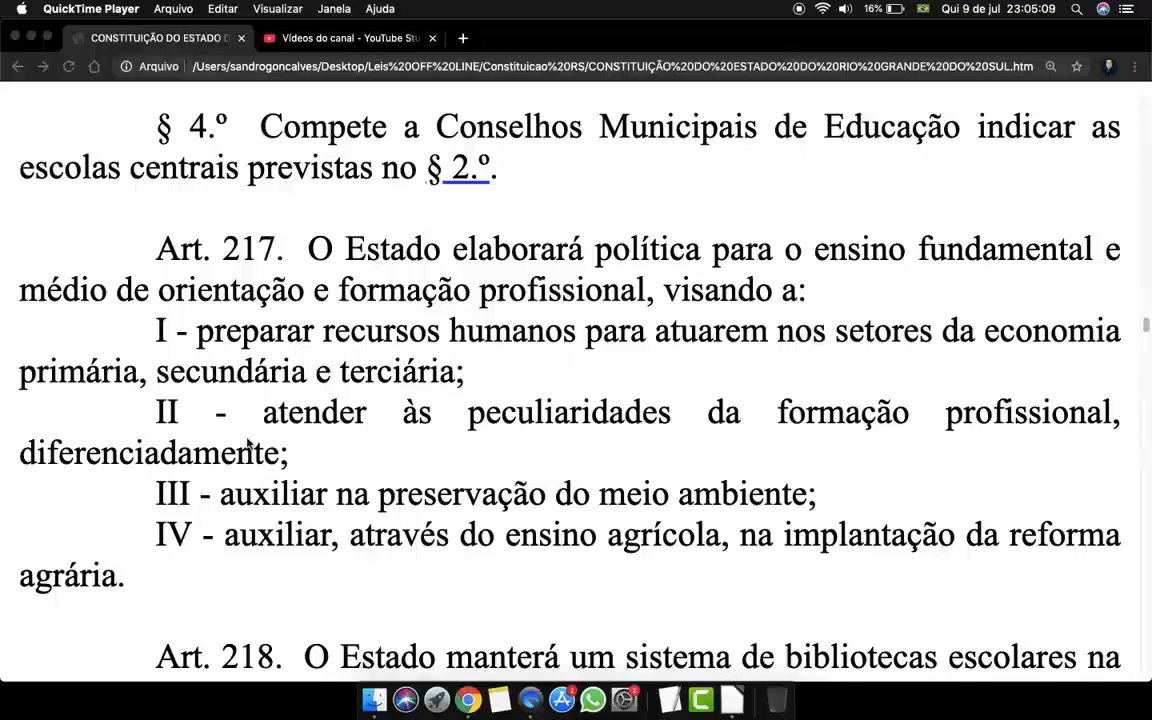 QuickTime Player Arquivo Editar Visualizar Janela Ajuda 16% Qui 9 de jul 23:05:09
CONSTITUIÇÃO DO ESTADO Vídeos do canal - YouTube Stu
Arquivo /Users/sandrogoncalves/Desktop/Leis%20OFF%20LINE/Constituicao%20RS/CONSTITUIÇÃO%20DO%20ESTADO%20DO%20RIO%20GRANDE%20DO%20SUL.htm
§ 4.º Compete a Conselhos Municipais de Educação indicar as
escolas centrais previstas no § 2.º.
Art. 217. O Estado elaborará política para o ensino fundamental e
médio de orientação e formação profissional, visando a:
I - preparar recursos humanos para atuarem nos setores da economia
primária, secundária e terciária;
II - atender às peculiaridades da formação profissional,
diferenciadamente;
III - auxiliar na preservação do meio ambiente;
IV - auxiliar, através do ensino agrícola, na implantação da reforma
agrária.
Art. 218. O Estado manterá um sistema de bibliotecas escolares na